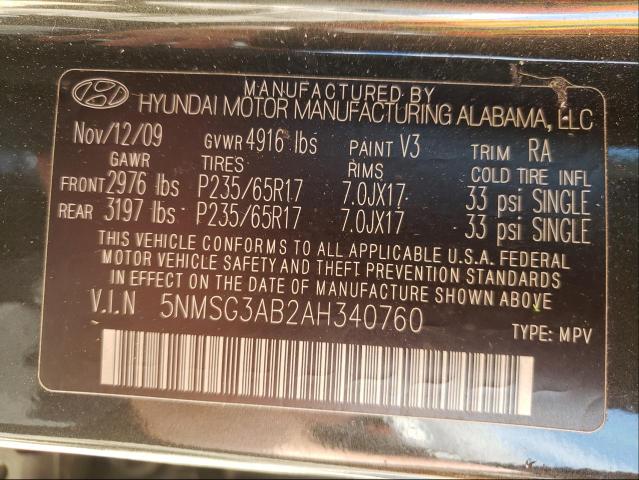 MANUFACTURED BY
HYUNDAI MOTOR MANUFACTURING ALABAMA, LLC
Nov/12/09 GVWR 4916 lbs PAINT V3 TRIM RA
GAWR TIRES RIMS COLD TIRE INFL
FRONT 2976 lbs P235/65R17 7.0JX17 33 psi SINGLE
REAR 3197 lbs P235/65R17 7.0JX17 33 psi SINGLE
THIS VEHICLE CONFORMS TO ALL APPLICABLE U.S.A. FEDERAL
MOTOR VEHICLE SAFETY AND THEFT PREVENTION STANDARDS
IN EFFECT ON THE DATE OF MANUFACTURE SHOWN ABOVE
V.I.N 5NMSG3AB2AH340760
TYPE: MPV